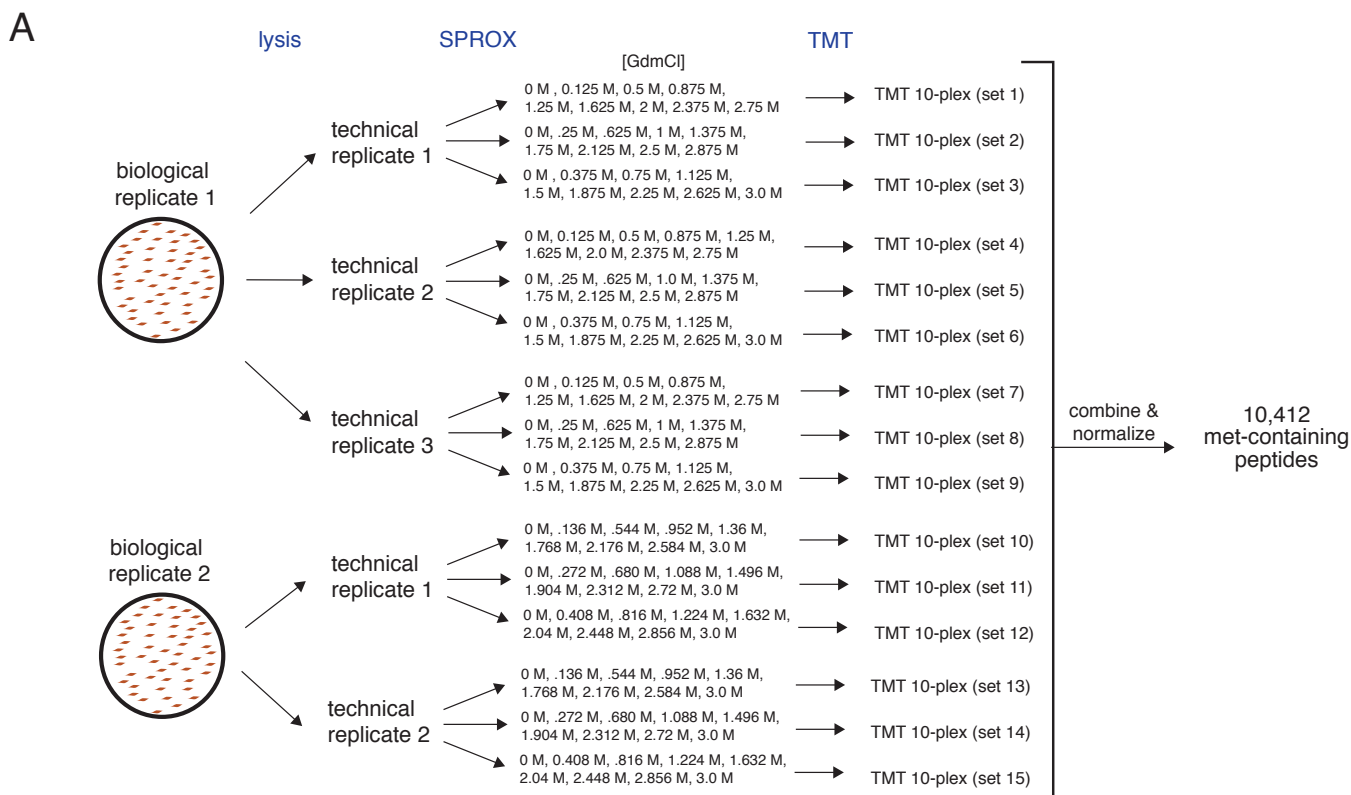 A
lysis
SPROX
TMT
[GdmCl]
biological
replicate 1
technical
replicate 1
0 M , 0.125 M, 0.5 M, 0.875 M,
1.25 M, 1.625 M, 2 M, 2.375 M, 2.75 M
TMT 10-plex (set 1)
0 M, .25 M, .625 M, 1 M, 1.375 M,
1.75 M, 2.125 M, 2.5 M, 2.875 M
TMT 10-plex (set 2)
0 M , 0.375 M, 0.75 M, 1.125 M,
1.5 M, 1.875 M, 2.25 M, 2.625 M, 3.0 M
TMT 10-plex (set 3)
technical
replicate 2
0 M, 0.125 M, 0.5 M, 0.875 M, 1.25 M,
1.625 M, 2.0 M, 2.375 M, 2.75 M
TMT 10-plex (set 4)
0 M, .25 M, .625 M, 1.0 M, 1.375 M,
1.75 M, 2.125 M, 2.5 M, 2.875 M
TMT 10-plex (set 5)
0 M , 0.375 M, 0.75 M, 1.125 M,
1.5 M, 1.875 M, 2.25 M, 2.625 M, 3.0 M
TMT 10-plex (set 6)
technical
replicate 3
0 M , 0.125 M, 0.5 M, 0.875 M,
1.25 M, 1.625 M, 2 M, 2.375 M, 2.75 M
TMT 10-plex (set 7)
0 M, .25 M, .625 M, 1 M, 1.375 M,
1.75 M, 2.125 M, 2.5 M, 2.875 M
TMT 10-plex (set 8)
0 M , 0.375 M, 0.75 M, 1.125 M,
1.5 M, 1.875 M, 2.25 M, 2.625 M, 3.0 M
TMT 10-plex (set 9)
biological
replicate 2
technical
replicate 1
0 M, .136 M, .544 M, .952 M, 1.36 M,
1.768 M, 2.176 M, 2.584 M, 3.0 M
TMT 10-plex (set 10)
0 M, .272 M, .680 M, 1.088 M, 1.496 M,
1.904 M, 2.312 M, 2.72 M, 3.0 M
TMT 10-plex (set 11)
0 M, 0.408 M, .816 M, 1.224 M, 1.632 M,
2.04 M, 2.448 M, 2.856 M, 3.0 M
TMT 10-plex (set 12)
technical
replicate 2
0 M, .136 M, .544 M, .952 M, 1.36 M,
1.768 M, 2.176 M, 2.584 M, 3.0 M
TMT 10-plex (set 13)
0 M, .272 M, .680 M, 1.088 M, 1.496 M,
1.904 M, 2.312 M, 2.72 M, 3.0 M
TMT 10-plex (set 14)
0 M, 0.408 M, .816 M, 1.224 M, 1.632 M,
2.04 M, 2.448 M, 2.856 M, 3.0 M
TMT 10-plex (set 15)
combine &
normalize
10,412
met-containing
peptides